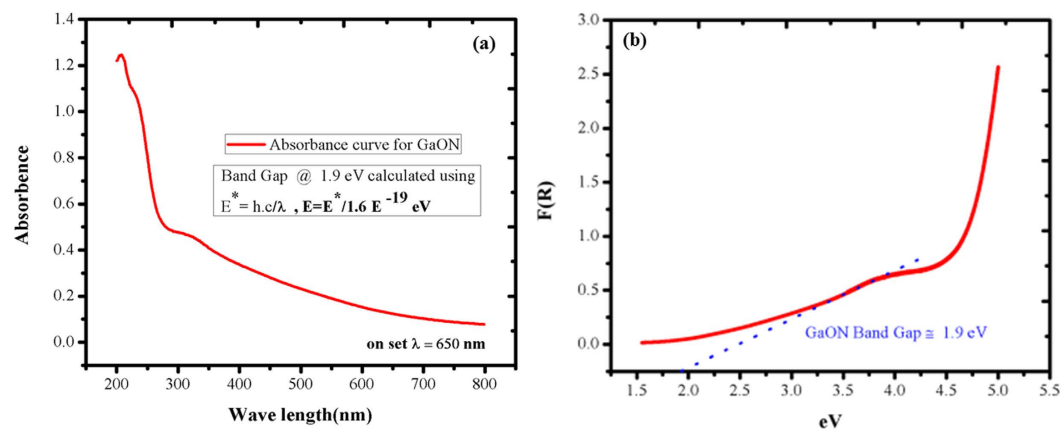 (a)
Absorbence
1.4
1.2
1.0
0.8
0.6
0.4
0.2
0.0
Absorbance curve for GaON
Band Gap @ 1.9 eV calculated using
E* = h.c/λ , E=E*/1.6 E -19 eV
on set λ = 650 nm
200 300 400 500 600 700 800
Wave length(nm)
(b)
F(R)
3.0
2.5
2.0
1.5
1.0
0.5
0.0
GaON Band Gap ≅ 1.9 eV
1.5 2.0 2.5 3.0 3.5 4.0 4.5 5.0 5.5
eV